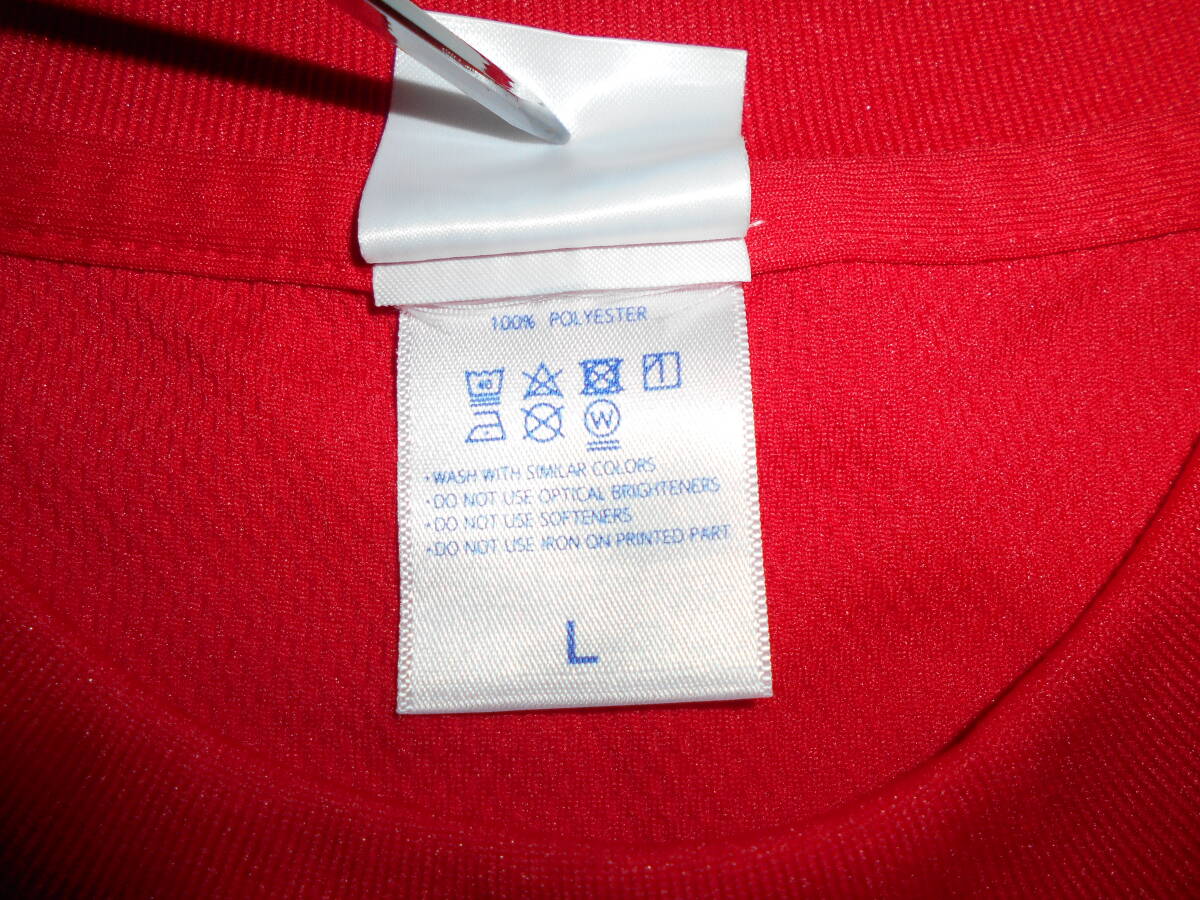 100% POLYESTER
40
W
·WASH WITH SIMILAR COLORS
·DO NOT USE OPTICAL BRIGHTENERS
·DO NOT USE SOFTENERS
·DO NOT USE IRON ON PRINTED PART
L